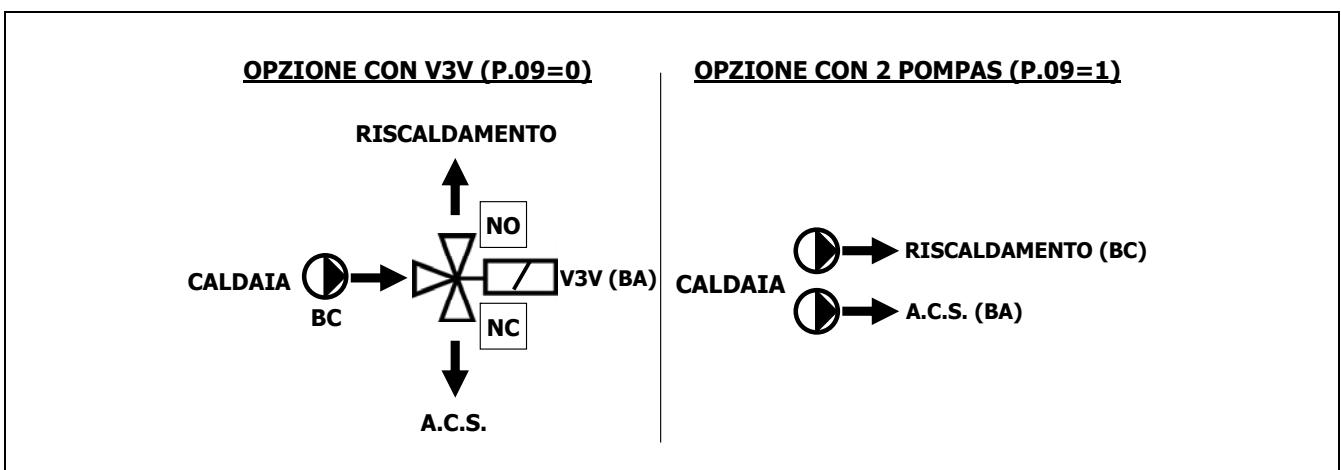 OPZIONE CON V3V (P.09=0)
RISCALDAMENTO
NO
CALDAIA
V3V (BA)
BC
NC
A.C.S.
OPZIONE CON 2 POMPAS (P.09=1)
RISCALDAMENTO (BC)
CALDAIA
A.C.S. (BA)